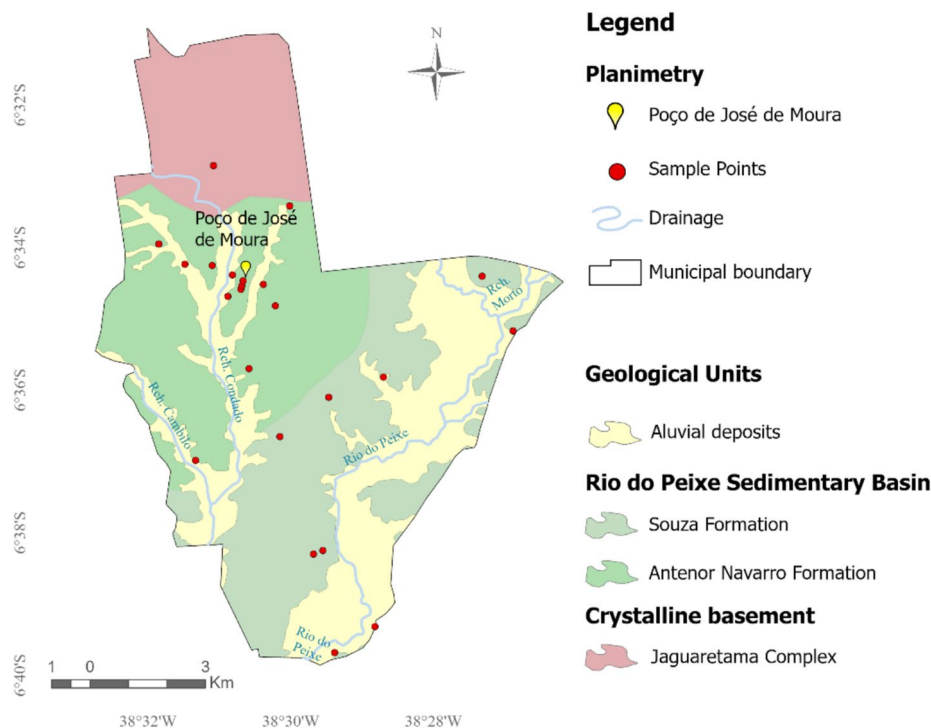 N
6°32'S
6°34'S
6°36'S
6°38'S
6°40'S
Poço de José
de Moura
Rch.
Morto
Rch. Condado
Rch. Cambito
Rio do Peixe
Rio do
Peixe
1 0 3
Km
38°32'W 38°30'W 38°28'W
Legend
Planimetry
Poço de José de Moura
Sample Points
Drainage
Municipal boundary
Geological Units
Aluvial deposits
Rio do Peixe Sedimentary Basin
Souza Formation
Antenor Navarro Formation
Crystalline basement
Jaguaretama Complex